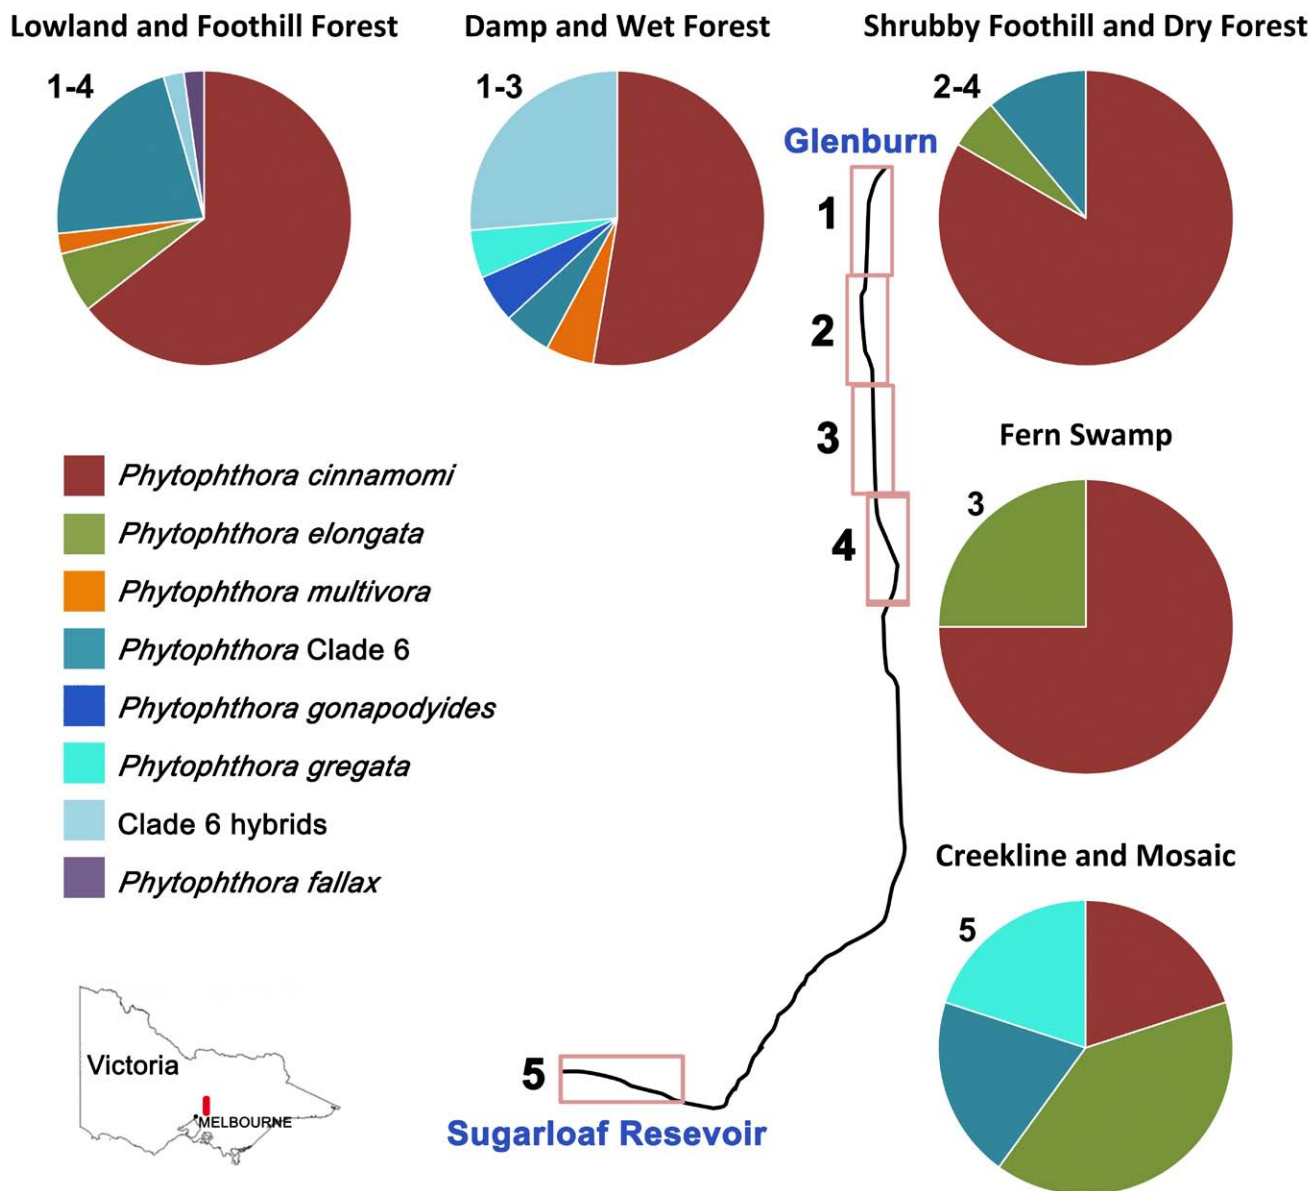 Lowland and Foothill Forest
1-4
Damp and Wet Forest
1-3
Shrubby Foothill and Dry Forest
2-4
Glenburn
1
2
3
4
Fern Swamp
3
Phytophthora cinnamomi
Phytophthora elongata
Phytophthora multivora
Phytophthora Clade 6
Phytophthora gonapodyides
Phytophthora gregata
Clade 6 hybrids
Phytophthora fallax
Creekline and Mosaic
5
Victoria
MELBOURNE
5
Sugarloaf Resevoir